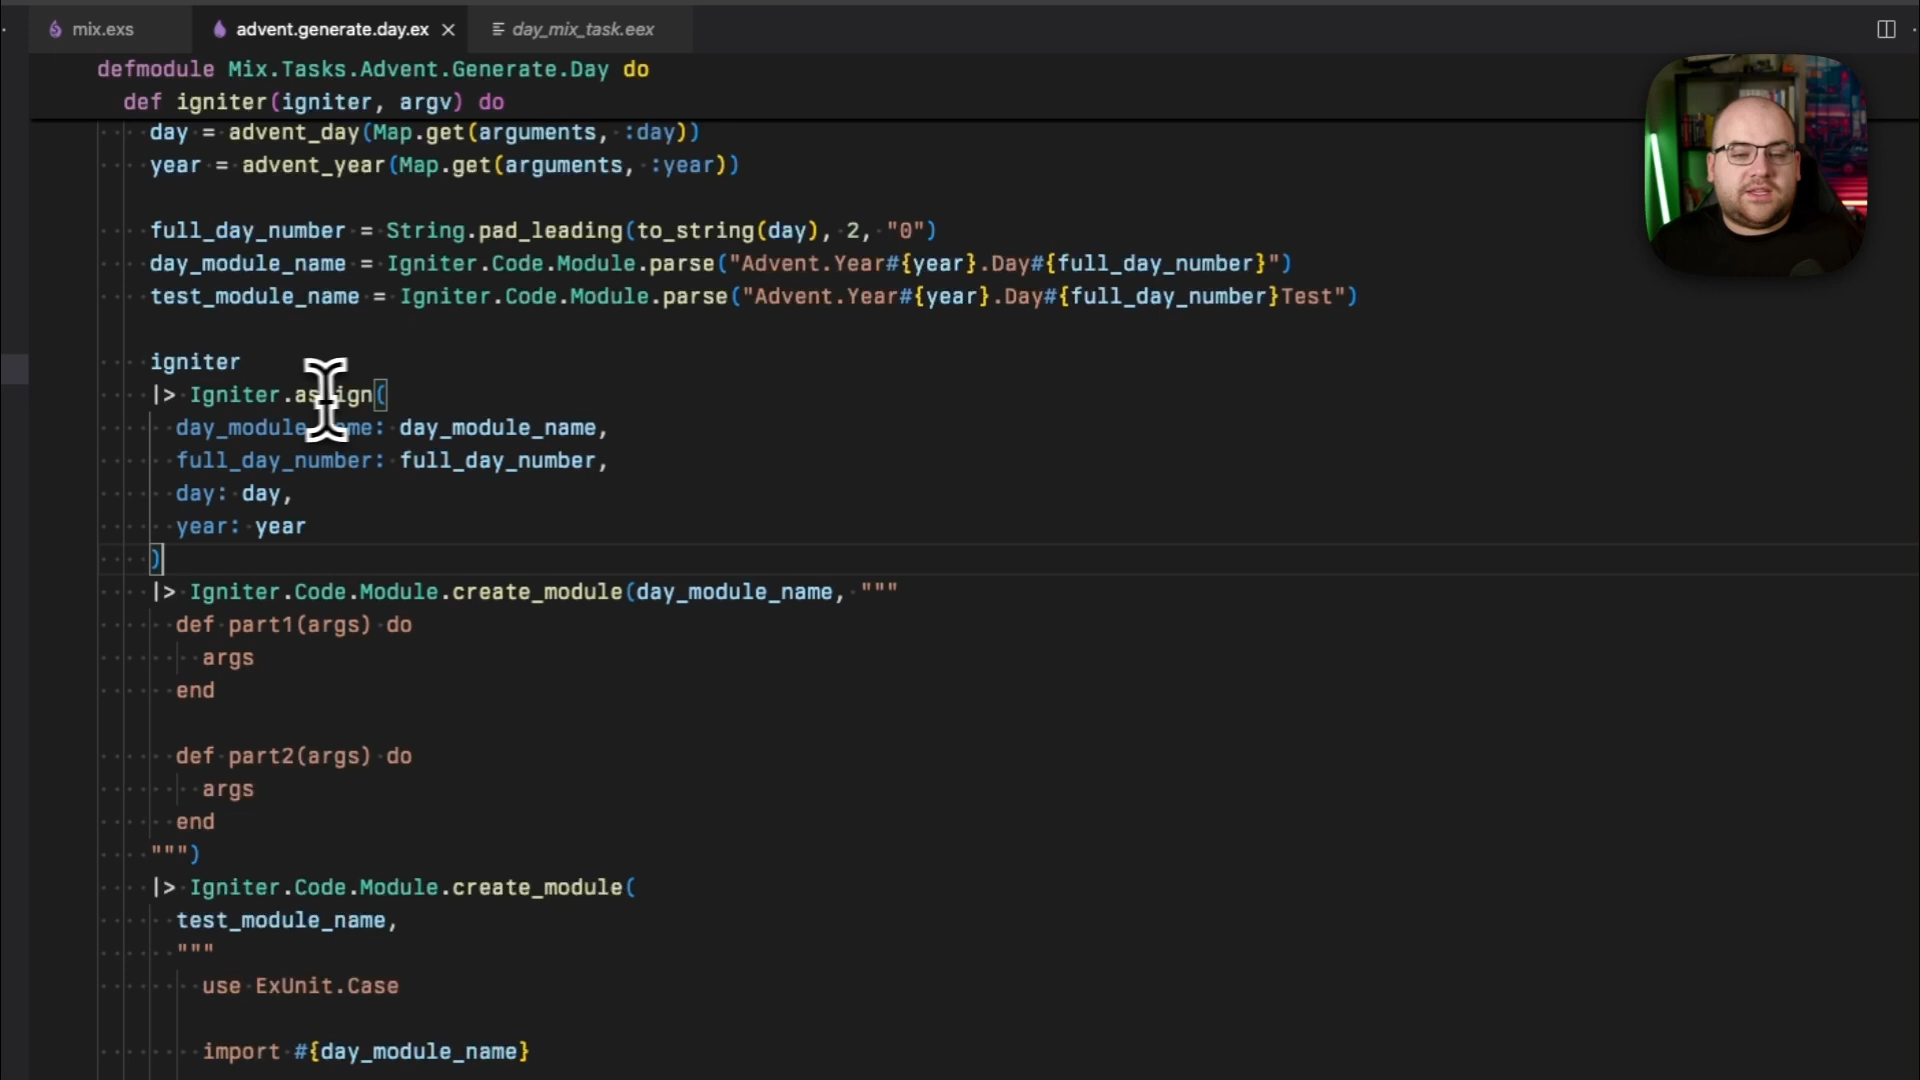 mix.exs
advent.generate.day.ex
day_mix_task.eex
defmodule Mix.Tasks.Advent.Generate.Day do
def igniter(igniter, argv) do
day = advent_day(Map.get(arguments, :day))
year = advent_year(Map.get(arguments, :year))
full_day_number = String.pad_leading(to_string(day), 2, "0")
day_module_name = Igniter.Code.Module.parse("Advent.Year#{year}.Day#{full_day_number}")
test_module_name = Igniter.Code.Module.parse("Advent.Year#{year}.Day#{full_day_number}Test")
igniter
|> Igniter.assign(
day_module_name: day_module_name,
full_day_number: full_day_number,
day: day,
year: year
)
|> Igniter.Code.Module.create_module(day_module_name, """
def part1(args) do
args
end
def part2(args) do
args
end
""")
|> Igniter.Code.Module.create_module(
test_module_name,
"""
use ExUnit.Case
import #{day_module_name}